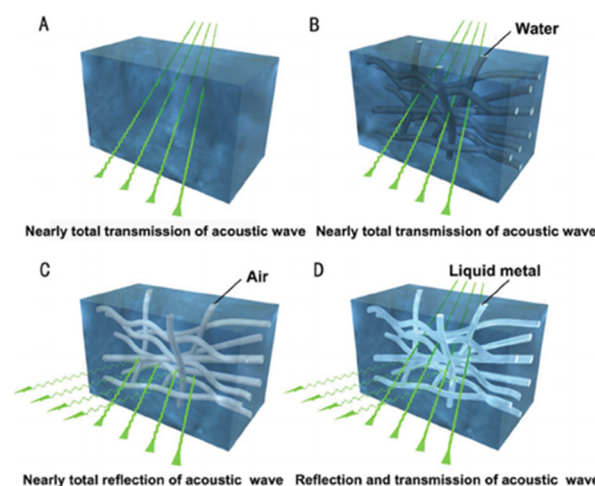 A
B
Water
Nearly total transmission of acoustic wave
Nearly total transmission of acoustic wave
C
Air
D
Liquid metal
Nearly total reflection of acoustic wave
Reflection and transmission of acoustic wave